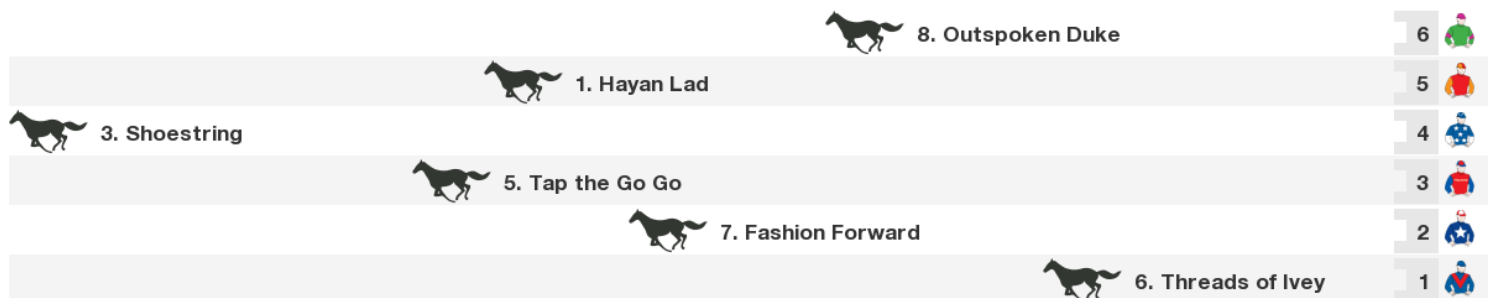 8. Outspoken Duke 6
1. Hayan Lad 5
3. Shoestring 4
5. Tap the Go Go 3
7. Fashion Forward 2
6. Threads of Ivey 1